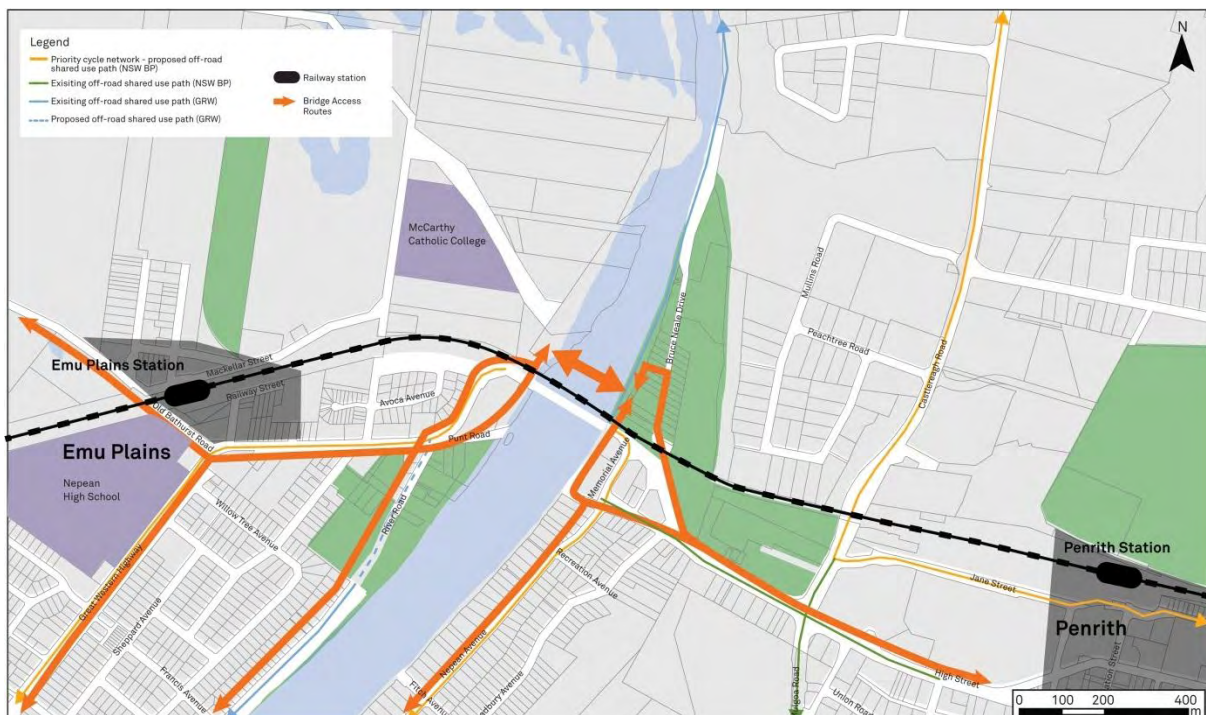 Legend
Priority cycle network - proposed off-road
shared use path (NSW BP)
Exisiting off-road shared use path (NSW BP)
Exisiting off-road shared use path (GRW)
Proposed off-road shared use path (GRW)
Railway station
Bridge Access
Routes
N
McCarthy
Catholic College
Mullins Road
Peachtree Road
Bruce Neale Drive
Castlereagh Road
Emu Plains Station
Mackellar Street
Railway Street
Old Bathurst Road
Avoca Avenue
Punt Road
Emu Plains
Nepean
High School
Memorial Avenue
River Road
Willow Tree Avenue
Great Western Highway
Sheppard Avenue
Francis Avenue
Recreation Avenue
Nepean Avenue
Fitch Avenue
Penrith Station
Jane Street
Penrith
High Street
Union Road
Road
0 100 200 400
m